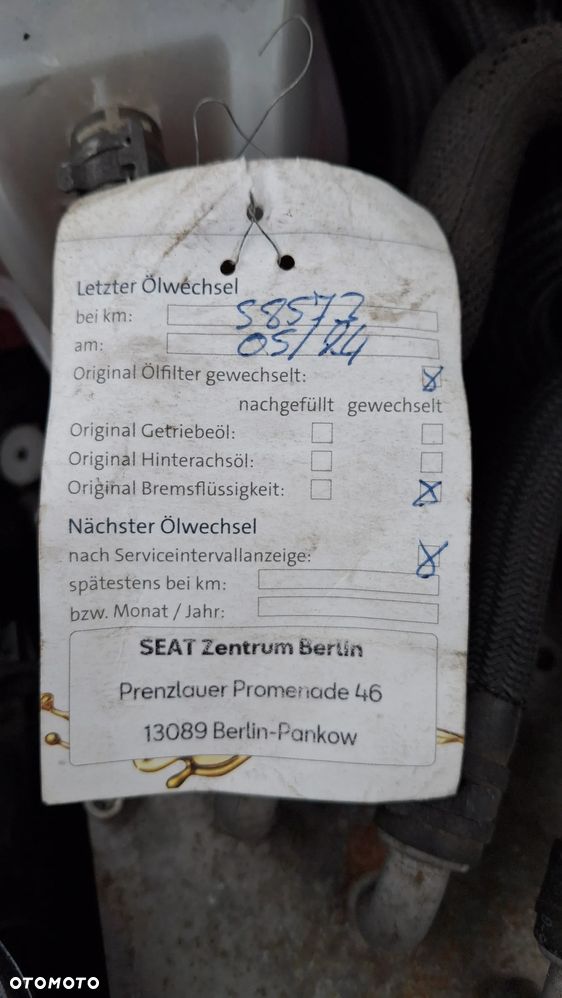 Letzter Ölwechsel
bei km: 58577
am: 05/24
Original Ölfilter gewechselt:
nachgefüllt gewechselt
Original Getriebeöl:
Original Hinterachsöl:
Original Bremsflüssigkeit:
Nächster Ölwechsel
nach Serviceintervallanzeige:
spätestens bei km:
bzw. Monat / Jahr:
SEAT Zentrum Berlin
Prenzlauer Promenade 46
13089 Berlin-Pankow
OTOMOTO